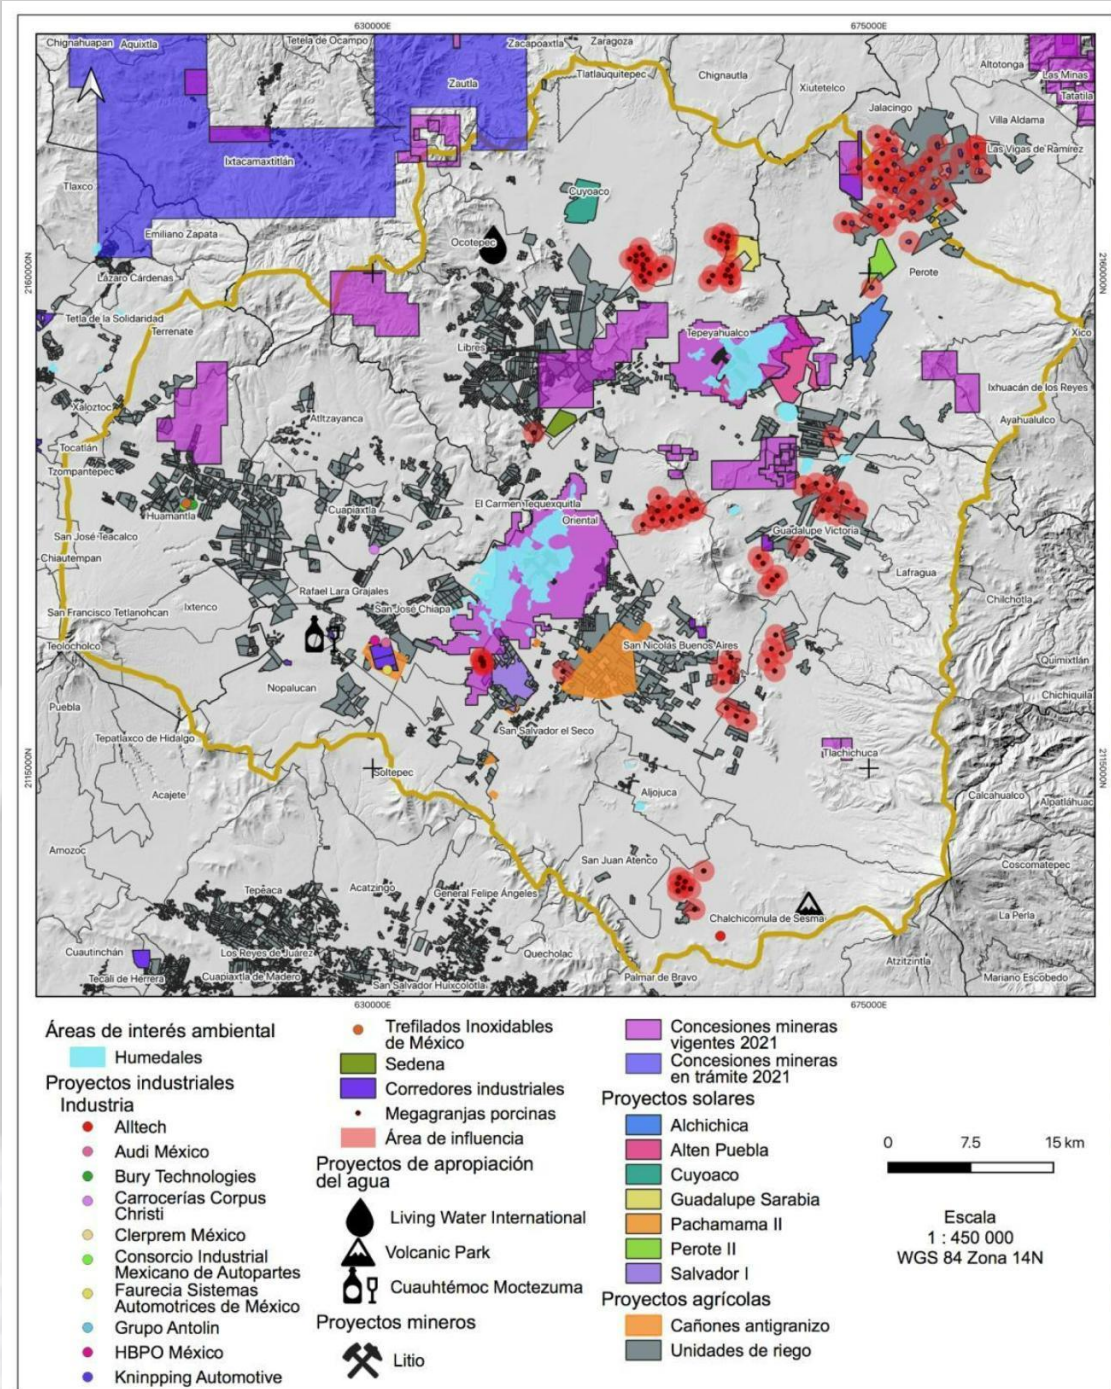 630000E
675000E
Chignahuapan
Aquixtla
Tetela de Ocampo
Zacapoaxtla
Zaragoza
Tlatlauquitepec
Chignautla
Xiutetelco
Altotonga
Las Minas
Tatatila
Zautla
Jalacingo
Villa Aldama
Las Vigas de Ramírez
Ixtacamaxtitlán
Tlaxco
Cuyoaco
Emiliano Zapata
Ocotepec
2160000N
2160000N
Lázaro Cárdenas
Perote
Tetla de la Solidaridad
Terrenate
Libres
Tepeyahualco
Xico
Ixhuacán de los Reyes
Xaloztoc
Atltzayanca
Ayahualulco
Tocatlán
Tzompantepec
Huamantla
Cuapiaxtla
El Carmen Tequexquitla
Oriental
Guadalupe Victoria
San José Teacalco
Chiautempan
Lafragua
Rafael Lara Grajales
Ixtenco
San José Chiapa
Chilchotla
San Francisco Tetlanohcan
Teolocholco
San Nicolás Buenos Aires
Quimixtlán
Nopalucan
Chichiquila
Puebla
San Salvador el Seco
Tepatlaxco de Hidalgo
Tlachichuca
2115000N
2115000N
Soltepec
Acajete
Aljojuca
Calcahualco
Alpatláhuac
Amozoc
San Juan Atenco
Coscomatepec
Tepeaca
Acatzingo
General Felipe Ángeles
Chalchicomula de Sesma
La Perla
Cuautinchán
Los Reyes de Juárez
Quecholac
Atzitzintla
Tecali de Herrera
Cuapiaxtla de Madero
San Salvador Huixcolotla
Palmar de Bravo
Mariano Escobedo
630000E
675000E
Áreas de interés ambiental
Humedales
Proyectos industriales
Industria
Alltech
Audi México
Bury Technologies
Carrocerías Corpus
Christi
Clerprem México
Consorcio Industrial
Mexicano de Autopartes
Faurecia Sistemas
Automotrices de México
Grupo Antolin
HBPO México
Kninpping Automotive
Trefilados Inoxidables
de México
Sedena
Corredores industriales
Megagranjas porcinas
Área de influencia
Proyectos de apropiación
del agua
Living Water International
Volcanic Park
Cuauhtémoc Moctezuma
Proyectos mineros
Litio
Concesiones mineras
vigentes 2021
Concesiones mineras
en trámite 2021
Proyectos solares
Alchichica
Alten Puebla
Cuyoaco
Guadalupe Sarabia
Pachamama II
Perote II
Salvador I
Proyectos agrícolas
Cañones antigranizo
Unidades de riego
0 7.5 15 km
Escala
1 : 450 000
WGS 84 Zona 14N